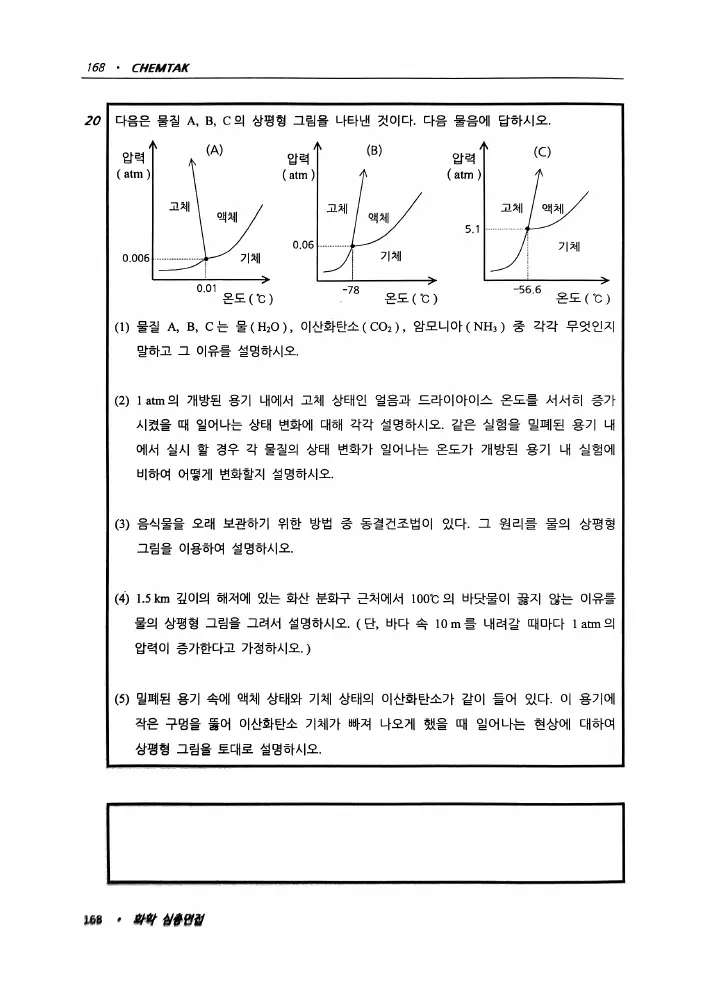 168 • CHEMTAK
20 다음은 물질 A, B, C의 상평형 그림을 나타낸 것이다. 다음 물음에 답하시오.
압력 (atm) (A) 고체 액체 기체 0.006 0.01 온도 (℃)
압력 (atm) (B) 고체 액체 기체 0.06 -78 온도 (℃)
압력 (atm) (C) 고체 액체 기체 5.1 -56.6 온도 (℃)
(1) 물질 A, B, C는 물(H₂O), 이산화탄소(CO₂), 암모니아(NH₃) 중 각각 무엇인지
말하고 그 이유를 설명하시오.
(2) 1 atm의 개방된 용기 내에서 고체 상태인 얼음과 드라이아이스 온도를 서서히 증가
시켰을 때 일어나는 상태 변화에 대해 각각 설명하시오. 같은 실험을 밀폐된 용기 내
에서 실시 할 경우 각 물질의 상태 변화가 일어나는 온도가 개방된 용기 내 실험에
비하여 어떻게 변화할지 설명하시오.
(3) 음식물을 오래 보관하기 위한 방법 중 동결건조법이 있다. 그 원리를 물의 상평형
그림을 이용하여 설명하시오.
(4) 1.5 km 깊이의 해저에 있는 화산 분화구 근처에서 100℃의 바닷물이 끓지 않는 이유를
물의 상평형 그림을 그려서 설명하시오. (단, 바다 속 10 m를 내려갈 때마다 1 atm의
압력이 증가한다고 가정하시오.)
(5) 밀폐된 용기 속에 액체 상태와 기체 상태의 이산화탄소가 같이 들어 있다. 이 용기에
작은 구멍을 뚫어 이산화탄소 기체가 빠져 나오게 했을 때 일어나는 현상에 대하여
상평형 그림을 토대로 설명하시오.
168 • 화학 심층면접